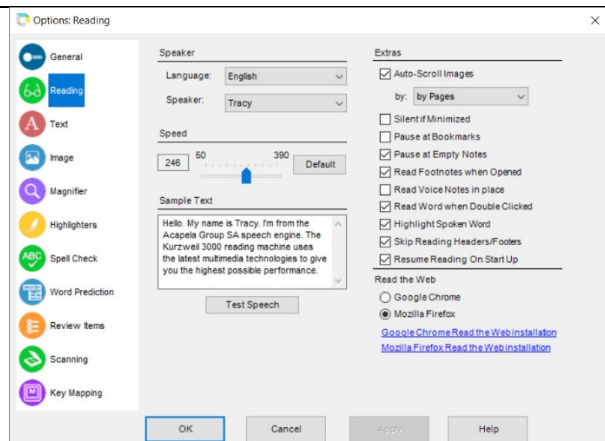 Options: Reading
General
Reading
Text
Image
Magnifier
Highlighters
Spell Check
Word Prediction
Review Items
Scanning
Key Mapping
Speaker
Language: English
Speaker: Tracy
Speed
246 50 390 Default
Sample Text
Hello. My name is Tracy. I'm from the
Acapela Group SA speech engine. The
Kurzweil 3000 reading machine uses
the latest multimedia technologies to give
you the highest possible performance.
Test Speech
Extras
Auto-Scroll Images
by: by Pages
Silent if Minimized
Pause at Bookmarks
Pause at Empty Notes
Read Footnotes when Opened
Read Voice Notes in place
Read Word when Double Clicked
Highlight Spoken Word
Skip Reading Headers/Footers
Resume Reading On Start Up
Read the Web
Google Chrome
Mozilla Firefox
Google Chrome Read the Web installation
Mozilla Firefox Read the Web installation
OK Cancel Apply Help
A
ABC
M